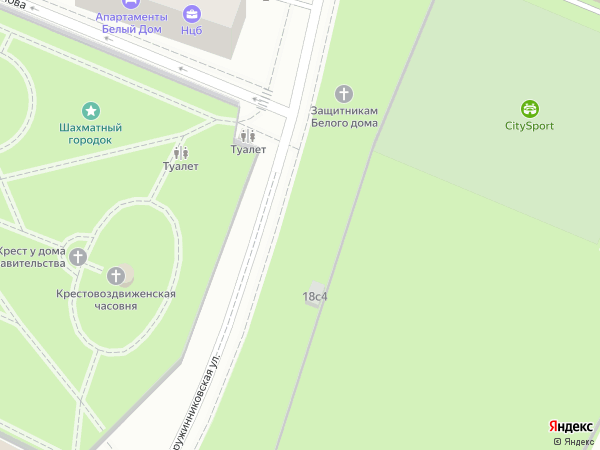 нова
Апартаменты
Белый Дом
Нцб
Шахматный
городок
Туалет
Туалет
Защитникам
Белого дома
CitySport
Крест у дома
авительства
Крестовоздвиженская
часовня
18с4
ружинниковская ул.
Яндекс
© Яндекс